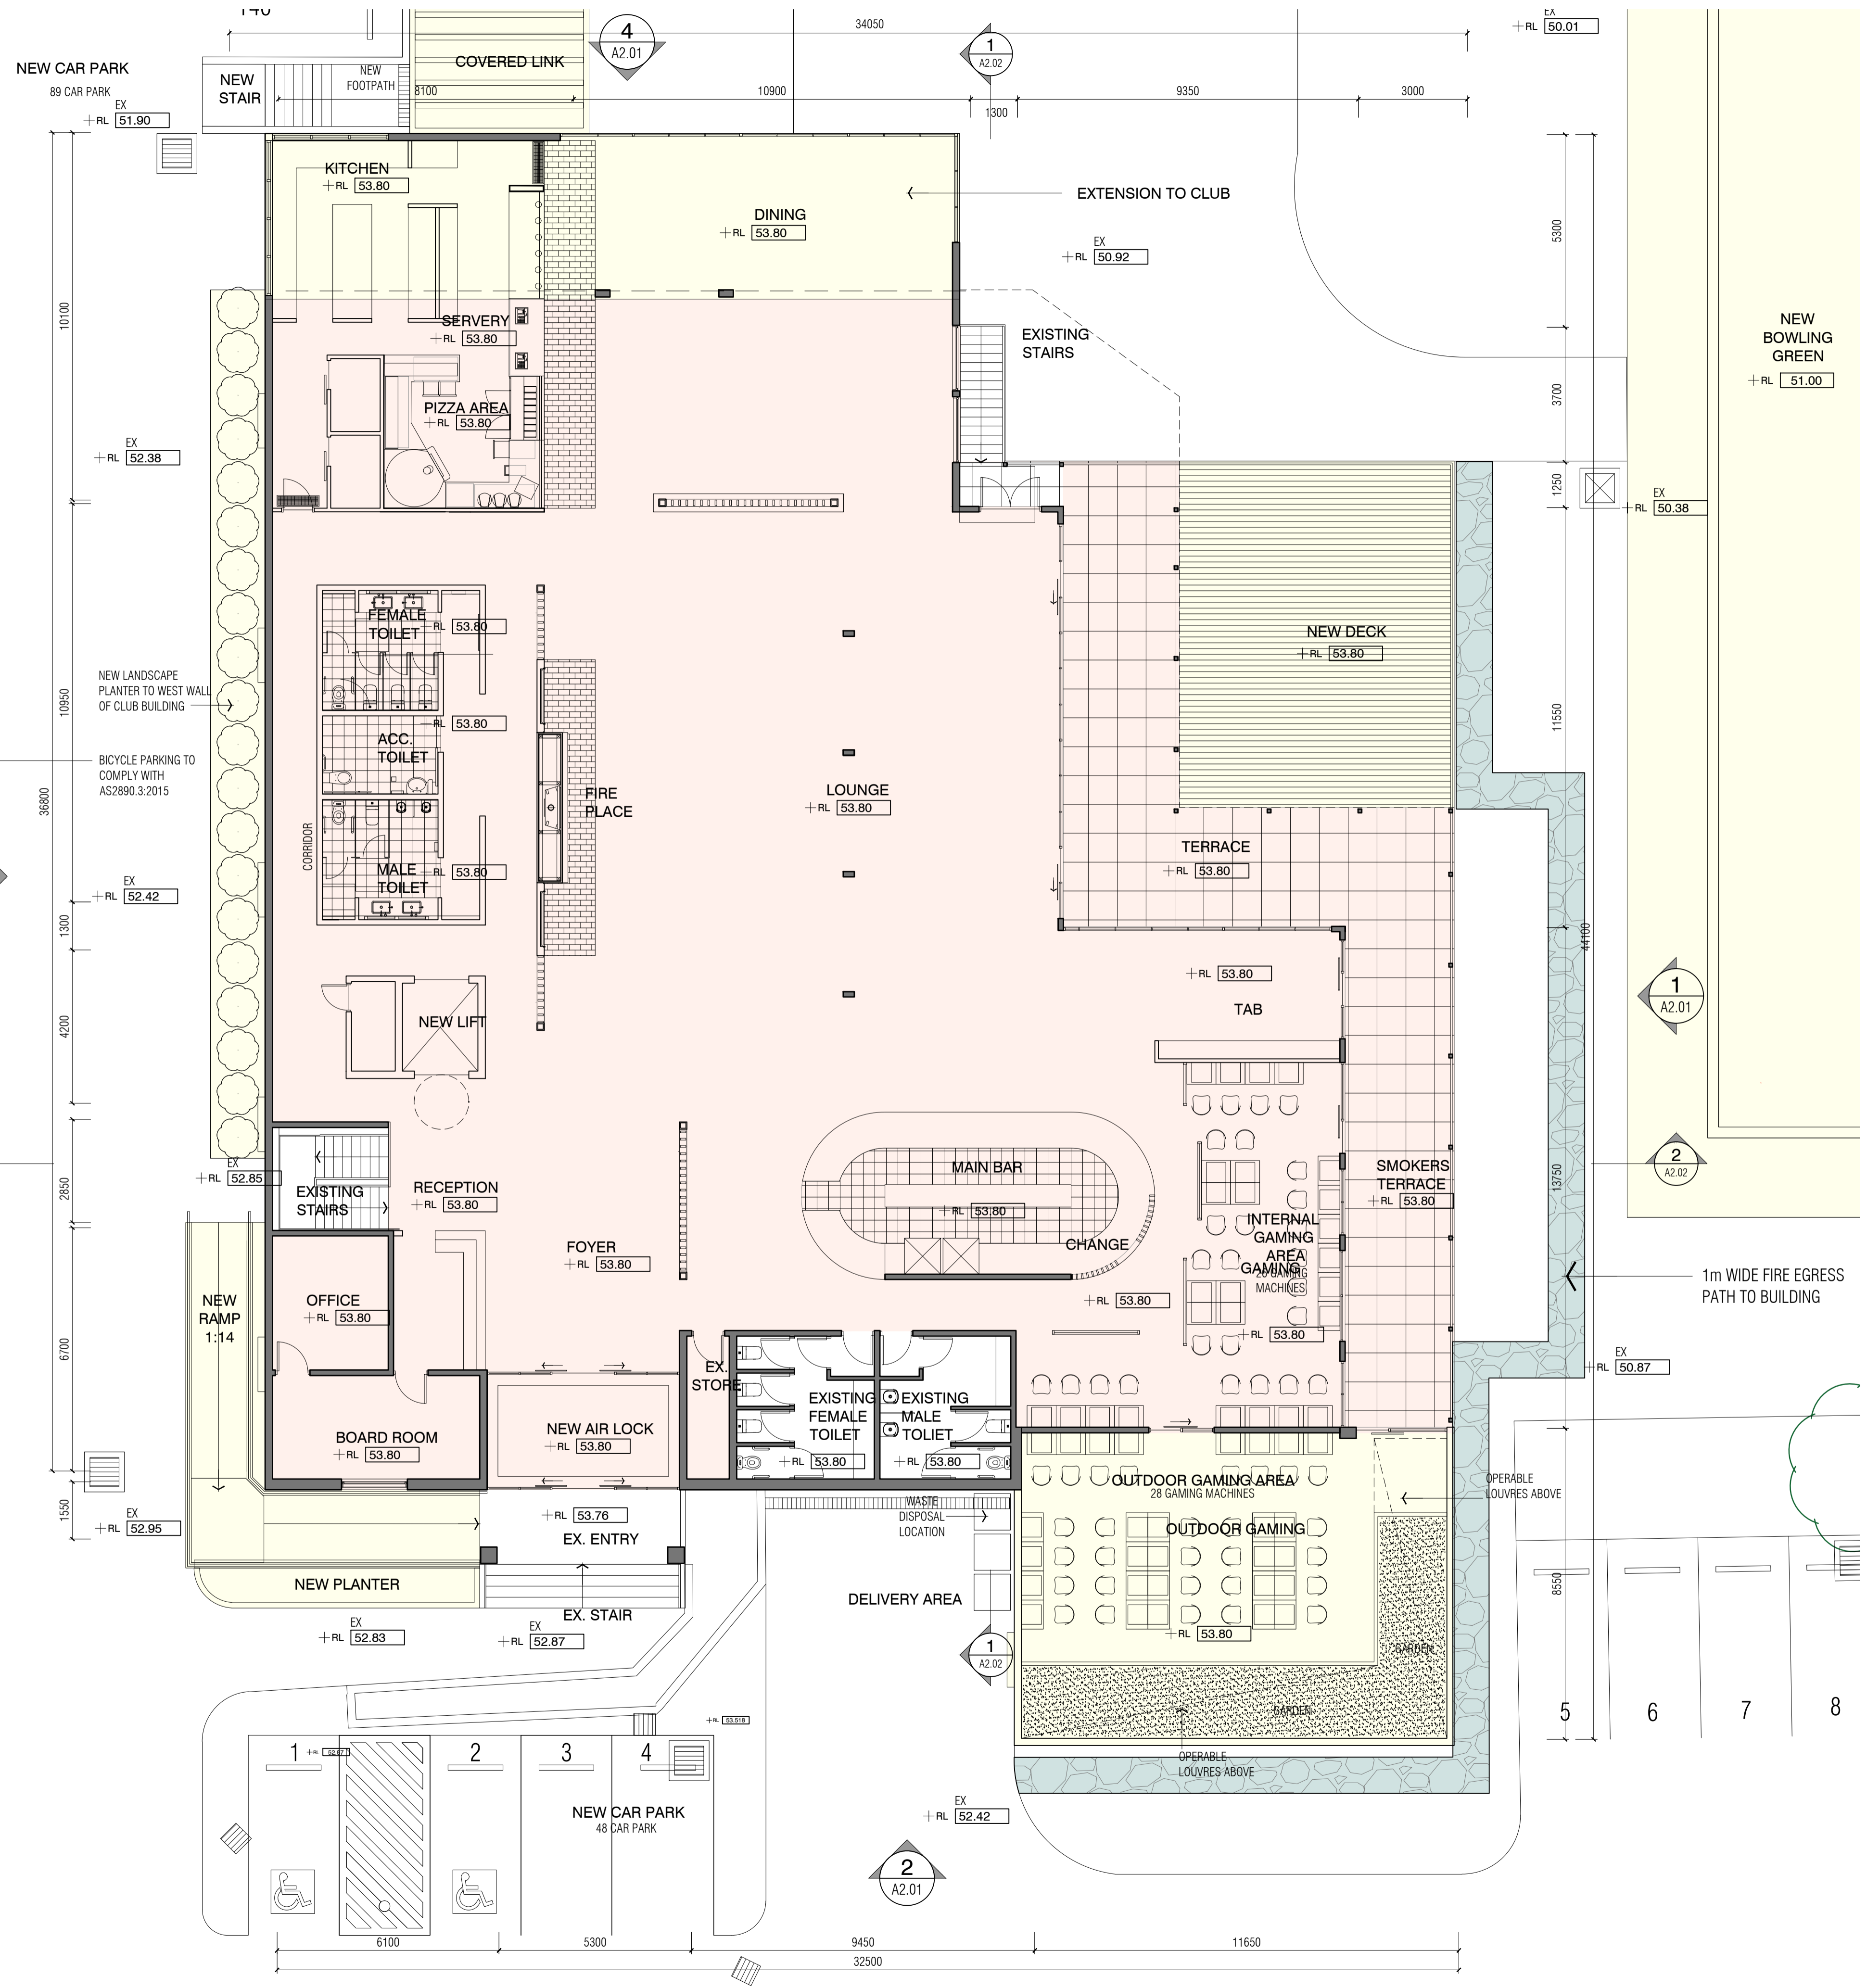 34050
EX
RL 50.01
4
A2.01
1
A2.02
COVERED LINK
NEW CAR PARK
89 CAR PARK
EX
RL 51.90
NEW
STAIR
NEW
FOOTPATH
8100
10900
1300
9350
3000
KITCHEN
RL 53.80
DINING
RL 53.80
EXTENSION TO CLUB
EX
RL 50.92
5300
10100
SERVERY
RL 53.80
EXISTING
STAIRS
NEW
BOWLING
GREEN
RL 51.00
PIZZA AREA
RL 53.80
3700
EX
RL 52.38
1250
EX
RL 50.38
FEMALE
TOILET
RL 53.80
NEW DECK
RL 53.80
NEW LANDSCAPE
PLANTER TO WEST WALL
OF CLUB BUILDING
10950
11550
ACC.
TOILET
RL 53.80
BICYCLE PARKING TO
COMPLY WITH
AS2890.3:2015
36800
FIRE
PLACE
LOUNGE
RL 53.80
CORRIDOR
TERRACE
RL 53.80
MALE
TOILET
RL 53.80
EX
RL 52.42
1300
44100
RL 53.80
TAB
1
A2.01
4200
NEW LIFT
EX
RL 52.85
2850
EXISTING
STAIRS
RECEPTION
RL 53.80
MAIN BAR
RL 53.80
SMOKERS
TERRACE
RL 53.80
13750
2
A2.02
INTERNAL
GAMING
AREA
GAMING
28 GAMING
MACHINES
CHANGE
FOYER
RL 53.80
1m WIDE FIRE EGRESS
PATH TO BUILDING
NEW
RAMP
1:14
OFFICE
RL 53.80
RL 53.80
RL 53.80
6700
EX.
STORE
EX
RL 50.87
EXISTING
FEMALE
TOILET
RL 53.80
EXISTING
MALE
TOLIET
RL 53.80
BOARD ROOM
RL 53.80
NEW AIR LOCK
RL 53.80
OUTDOOR GAMING AREA
28 GAMING MACHINES
OPERABLE
LOUVRES ABOVE
1550
EX
RL 52.95
RL 53.76
EX. ENTRY
WASTE
DISPOSAL
LOCATION
OUTDOOR GAMING
NEW PLANTER
EX. STAIR
DELIVERY AREA
8550
EX
RL 52.83
EX
RL 52.87
RL 53.80
1
A2.02
GARDEN
GARDEN
5
6
7
8
RL 53.518
1
2
3
4
OPERABLE
LOUVRES ABOVE
NEW CAR PARK
48 CAR PARK
EX
RL 52.42
2
A2.01
6100
5300
9450
11650
32500